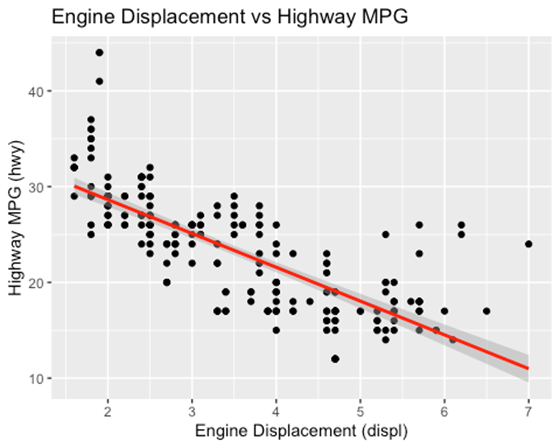 Engine Displacement vs Highway MPG
Highway MPG (hwy)
40
30
20
10
2 3 4 5 6 7
Engine Displacement (displ)